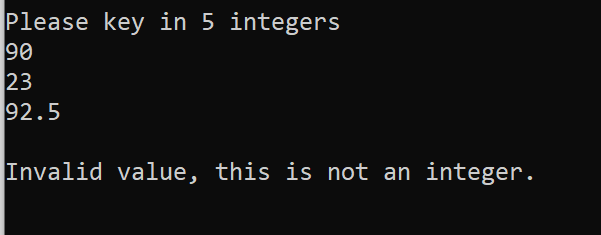 Please key in 5 integers
90
23
92.5
Invalid value, this is not an integer.